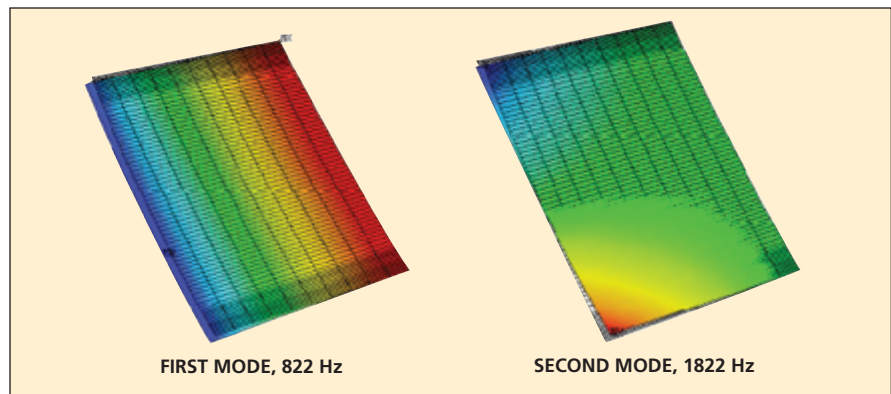 FIRST MODE, 822 Hz
SECOND MODE, 1822 Hz